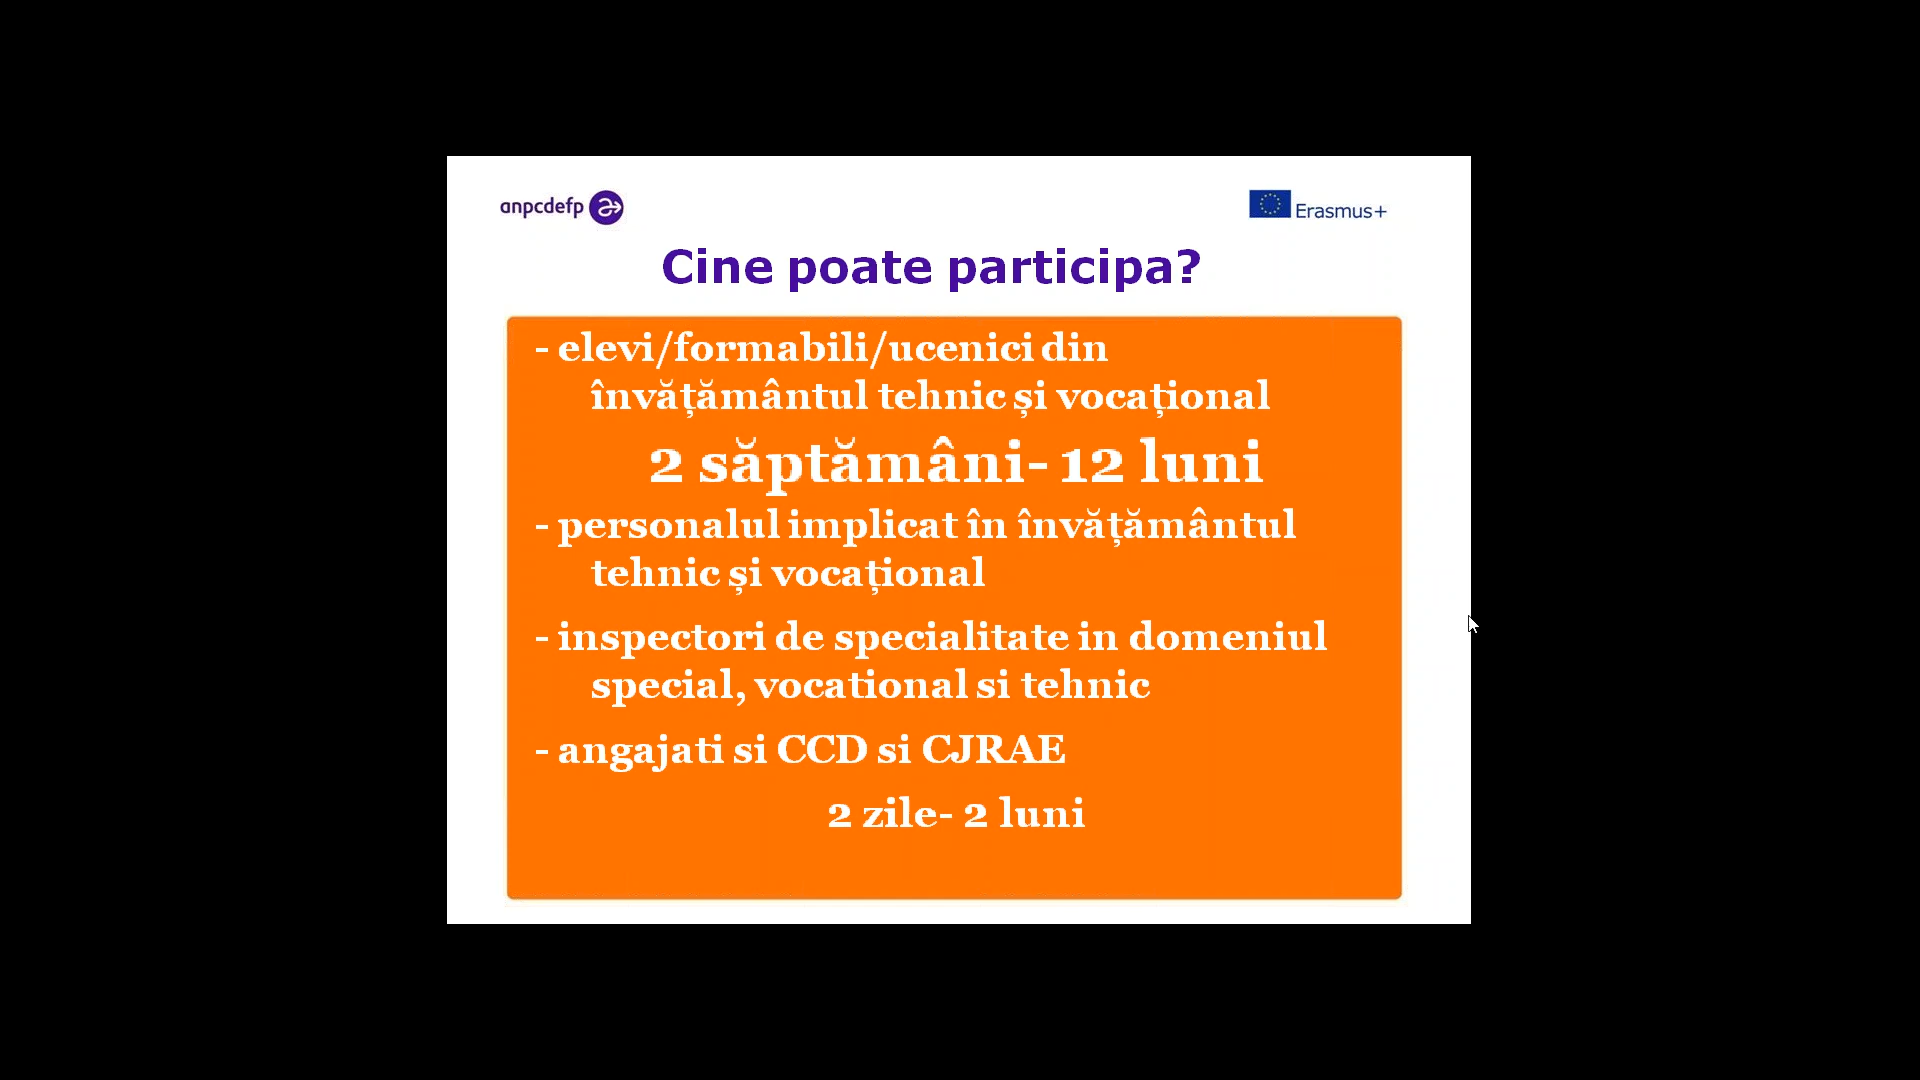 anpcdefp
Erasmus+
Cine poate participa?
- elevi/formabili/ucenici din
învățământul tehnic și vocațional
2 săptămâni- 12 luni
- personalul implicat în învățământul
tehnic și vocațional
- inspectori de specialitate in domeniul
special, vocational si tehnic
- angajati si CCD si CJRAE
2 zile- 2 luni